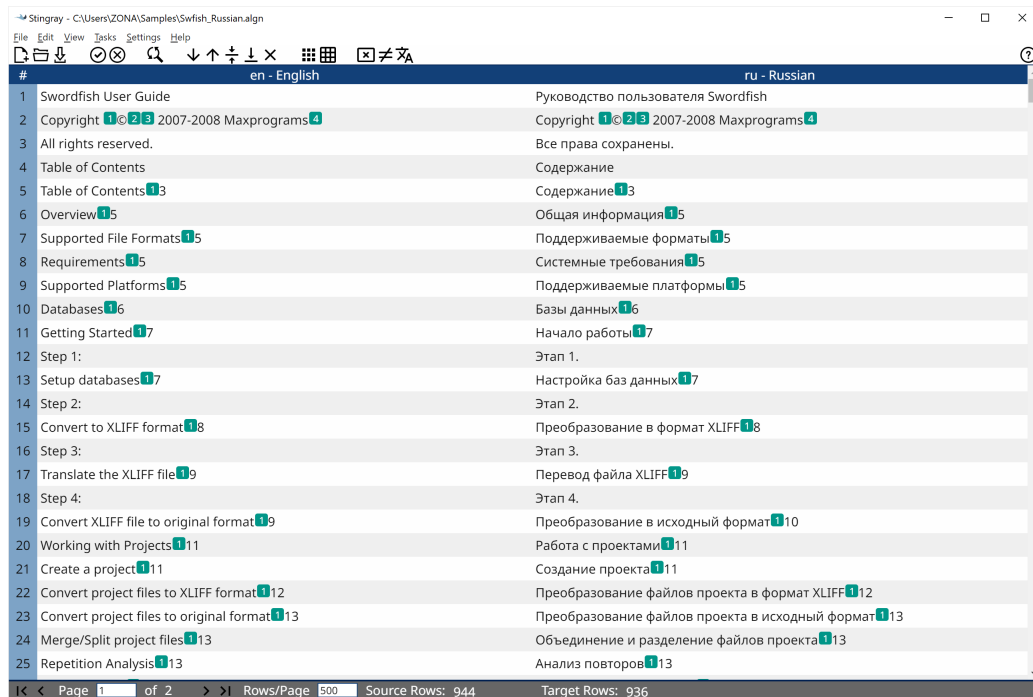 Stingray - C:\Users\ZONA\Samples\Swfish_Russian.algn
File Edit View Tasks Settings Help
# en - English ru - Russian
1 Swordfish User Guide Руководство пользователя Swordfish
2 Copyright 1©2 3 2007-2008 Maxprograms4 Copyright 1©2 3 2007-2008 Maxprograms4
3 All rights reserved. Все права сохранены.
4 Table of Contents Содержание
5 Table of Contents13 Содержание13
6 Overview15 Общая информация15
7 Supported File Formats15 Поддерживаемые форматы15
8 Requirements15 Системные требования15
9 Supported Platforms15 Поддерживаемые платформы15
10 Databases16 Базы данных16
11 Getting Started17 Начало работы17
12 Step 1: Этап 1.
13 Setup databases17 Настройка баз данных17
14 Step 2: Этап 2.
15 Convert to XLIFF format18 Преобразование в формат XLIFF18
16 Step 3: Этап 3.
17 Translate the XLIFF file19 Перевод файла XLIFF19
18 Step 4: Этап 4.
19 Convert XLIFF file to original format19 Преобразование в исходный формат110
20 Working with Projects111 Работа с проектами111
21 Create a project111 Создание проекта111
22 Convert project files to XLIFF format112 Преобразование файлов проекта в формат XLIFF112
23 Convert project files to original format113 Преобразование файлов проекта в исходный формат113
24 Merge/Split project files113 Объединение и разделение файлов проекта113
25 Repetition Analysis113 Анализ повторов113
Page 1 of 2 Rows/Page 500 Source Rows: 944 Target Rows: 936